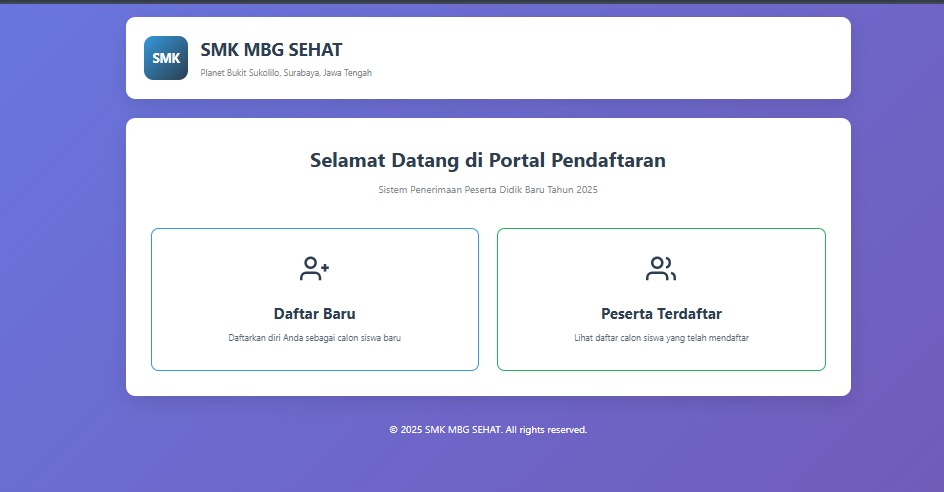 SMK
SMK MBG SEHAT
Planet Bukit Sukolilo, Surabaya, Jawa Tengah
Selamat Datang di Portal Pendaftaran
Sistem Penerimaan Peserta Didik Baru Tahun 2025
Daftar Baru
Daftarkan diri Anda sebagai calon siswa baru
Peserta Terdaftar
Lihat daftar calon siswa yang telah mendaftar
© 2025 SMK MBG SEHAT. All rights reserved.